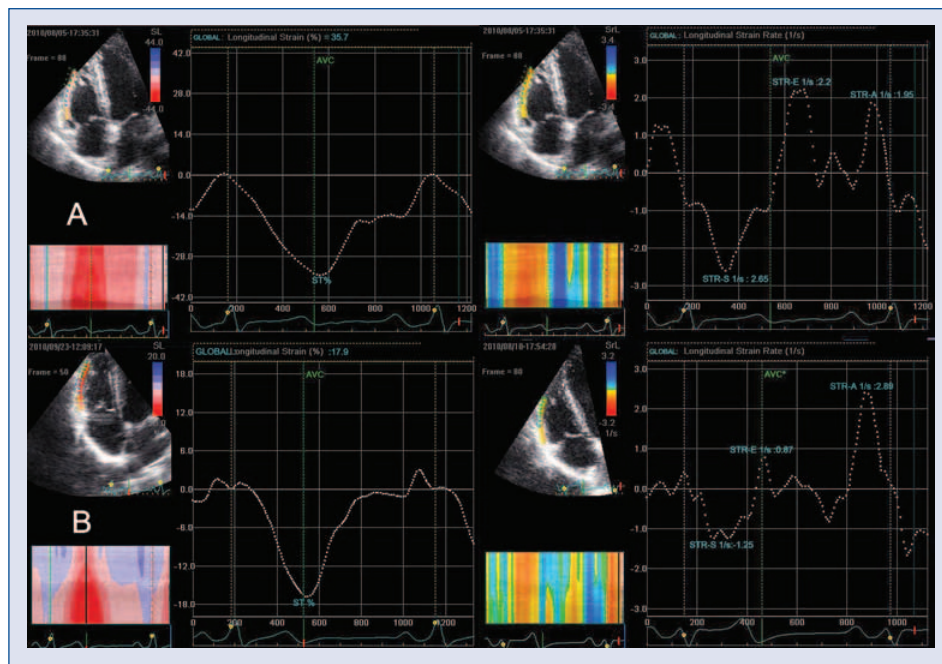 2010/08/05-17:35:31
SL
44.0
Frame = 88
-44.0
GLOBAL: Longitudinal Strain (%) = 35.7
42.0
AVC
28.0
14.0
0.0
-14.0
-28.0
ST%
-42.0
0 200 400 600 800 1000 1200
A
2010/08/05-17:35:31
SrL
3.4
Frame = 88
-3.4
GLOBAL: Longitudinal Strain Rate (1/s)
3.0
AVC
STR-E 1/s :2.2
STR-A 1/s :1.95
2.0
1.0
0.0
-1.0
-2.0
STR-S 1/s : 2.65
-3.0
0 200 400 600 800 1000 1200
2010/09/23-12:09:17
SL
20.0
Frame = 50
GLOBAL: Longitudinal Strain (%) :17.9
18.0
AVC
12.0
6.0
0.0
-6.0
-12.0
ST %
-18.0
0 200 400 600 800 1000 1200
B
2010/08/10-17:54:28
SrL
3.2
Frame = 88
-3.2
1/s
GLOBAL: Longitudinal Strain Rate (1/s)
3.0
AVC*
STR-A 1/s :2.89
2.0
1.0
STR-E 1/s :0.87
0.0
-1.0
STR-S 1/s:-1.25
-2.0
-3.0
0 200 400 600 800 1000